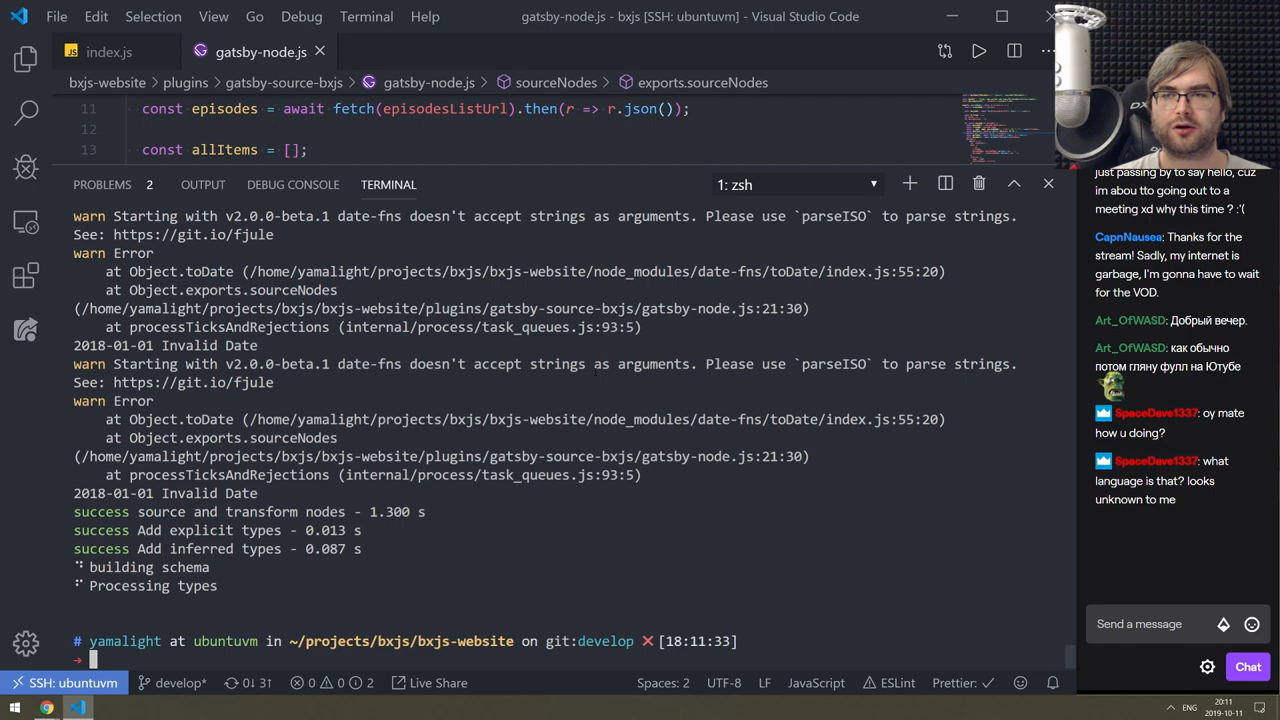 File Edit Selection View Go Debug Terminal Help gatsby-node.js - bxjs [SSH: ubuntuvm] - Visual Studio Code
JS index.js gatsby-node.js
bxjs-website > plugins > gatsby-source-bxjs > gatsby-node.js > sourceNodes > exports.sourceNodes
11 const episodes = await fetch(episodesListUrl).then(r => r.json());
12
13 const allItems = [];
PROBLEMS 2 OUTPUT DEBUG CONSOLE TERMINAL 1: zsh
warn Starting with v2.0.0-beta.1 date-fns doesn't accept strings as arguments. Please use `parseISO` to parse strings.
See: https://git.io/fjule
warn Error
at Object.toDate (/home/yamalight/projects/bxjs/bxjs-website/node_modules/date-fns/toDate/index.js:55:20)
at Object.exports.sourceNodes
(/home/yamalight/projects/bxjs/bxjs-website/plugins/gatsby-source-bxjs/gatsby-node.js:21:30)
at processTicksAndRejections (internal/process/task_queues.js:93:5)
2018-01-01 Invalid Date
warn Starting with v2.0.0-beta.1 date-fns doesn't accept strings as arguments. Please use `parseISO` to parse strings.
See: https://git.io/fjule
warn Error
at Object.toDate (/home/yamalight/projects/bxjs/bxjs-website/node_modules/date-fns/toDate/index.js:55:20)
at Object.exports.sourceNodes
(/home/yamalight/projects/bxjs/bxjs-website/plugins/gatsby-source-bxjs/gatsby-node.js:21:30)
at processTicksAndRejections (internal/process/task_queues.js:93:5)
2018-01-01 Invalid Date
success source and transform nodes - 1.300 s
success Add explicit types - 0.013 s
success Add inferred types - 0.087 s
building schema
Processing types
# yamalight at ubuntuvm in ~/projects/bxjs/bxjs-website on git:develop ❌ [18:11:33]
→
SSH: ubuntuvm develop* 0↓ 3↑ 0 0 2 Live Share Spaces: 2 UTF-8 LF JavaScript ESLint Prettier: ✓
just passing by to say hello, cuz
im abou tto going out to a
meeting xd why this time ? :'(
CapnNausea: Thanks for the
stream! Sadly, my internet is
garbage, I'm gonna have to wait
for the VOD.
Art_OfWASD: Добрый вечер.
Art_OfWASD: как обычно
потом гляну фулл на Ютубе
SpaceDave1337: oy mate
how u doing?
SpaceDave1337: what
language is that? looks
unknown to me
Send a message
Chat
ENG 20:11
2019-10-11